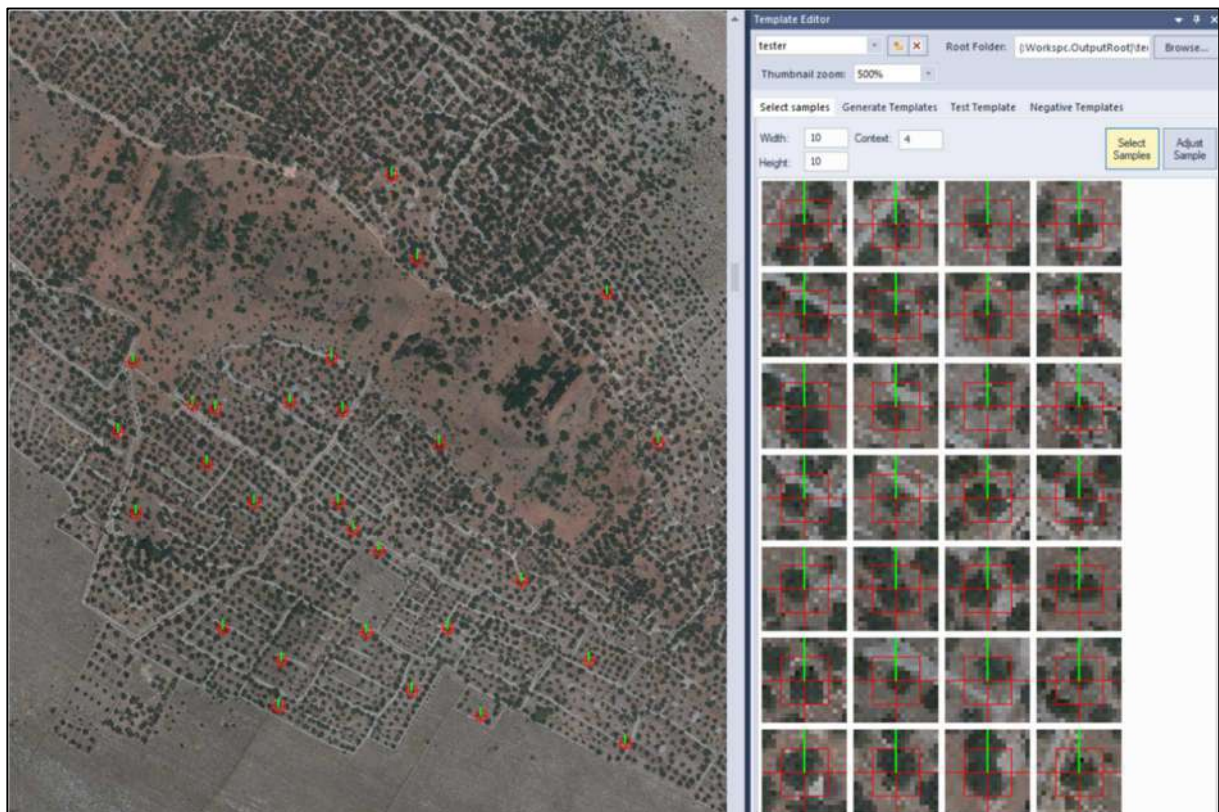 Template Editor
tester Root Folder: Browse...
Thumbnail zoom: 500%
Select samples Generate Templates Test Template Negative Templates
Width: 10 Context: 4 Select Samples Adjust Sample
Height: 10